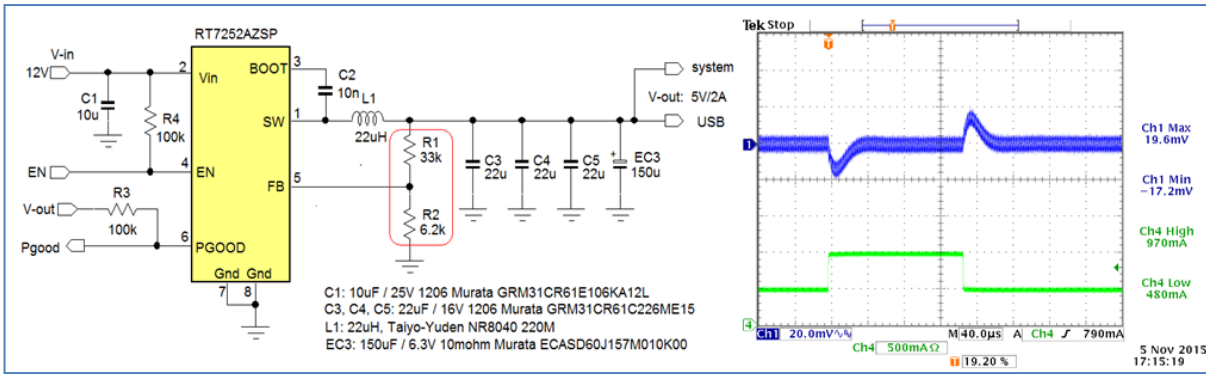 RT7252AZSP
V-in
12V
2
Vin
BOOT
3
C2
10n
C1
10u
R4
100k
L1
22uH
SW
1
system
V-out: 5V/2A
USB
R1
33k
C3
22u
C4
22u
C5
22u
+
EC3
150u
EN
4
EN
FB
5
R3
V-out
100k
R2
6.2k
Pgood
6
PGOOD
Gnd Gnd
7 8
C1: 10uF / 25V 1206 Murata GRM31CR61E106KA12L
C3, C4, C5: 22uF / 16V 1206 Murata GRM31CR61C226ME15
L1: 22uH, Taiyo-Yuden NR8040 220M
EC3: 150uF / 6.3V 10mohm Murata ECASD60J157M010K00
Tek Stop
T
1
Ch1 Max
19.6mV
Ch1 Min
-17.2mV
Ch4 High
970mA
Ch4 Low
480mA
4
Ch1 20.0mV M 40.0µs A Ch4 790mA
Ch4 500mA Ω
T 19.20 %
5 Nov 2015
17:15:19